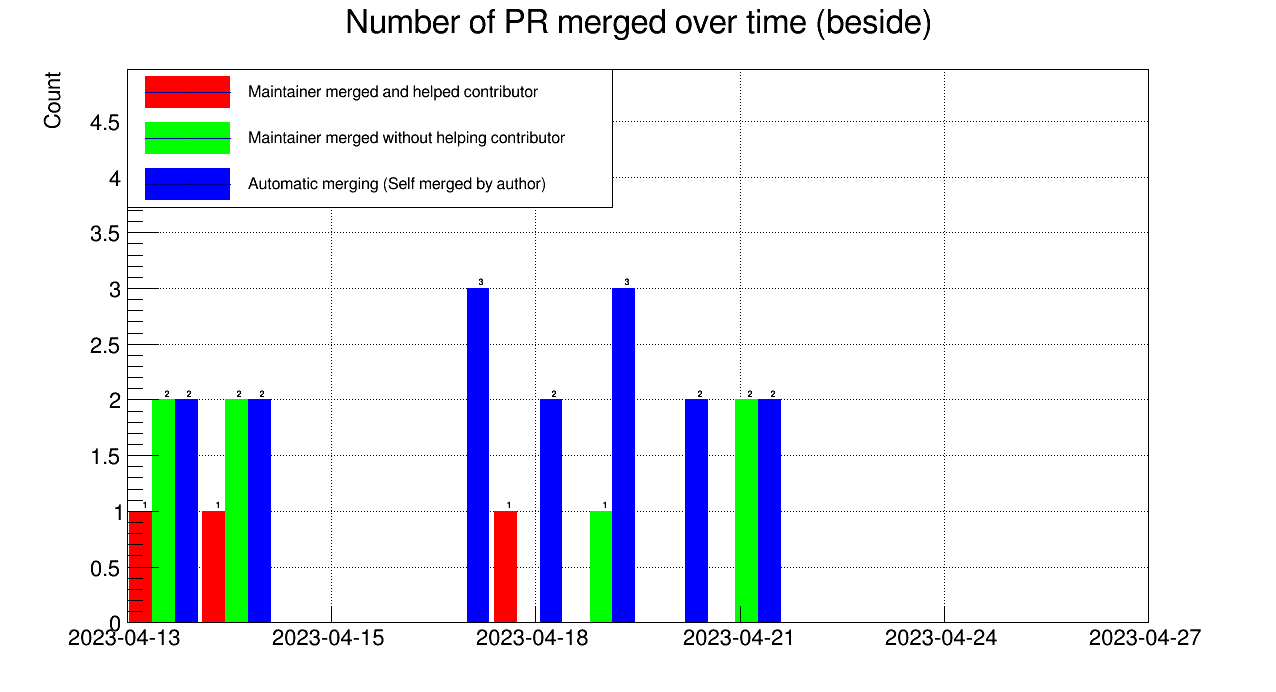 Number of PR merged over time (beside)
Count
Maintainer merged and helped contributor
Maintainer merged without helping contributor
Automatic merging (Self merged by author)
4.5
4
3.5
3
2.5
2
1.5
1
0.5
0
3 3
2 2 2 2 2 2 2 2
1 1 1 1
2023-04-13 2023-04-15 2023-04-18 2023-04-21 2023-04-24 2023-04-27